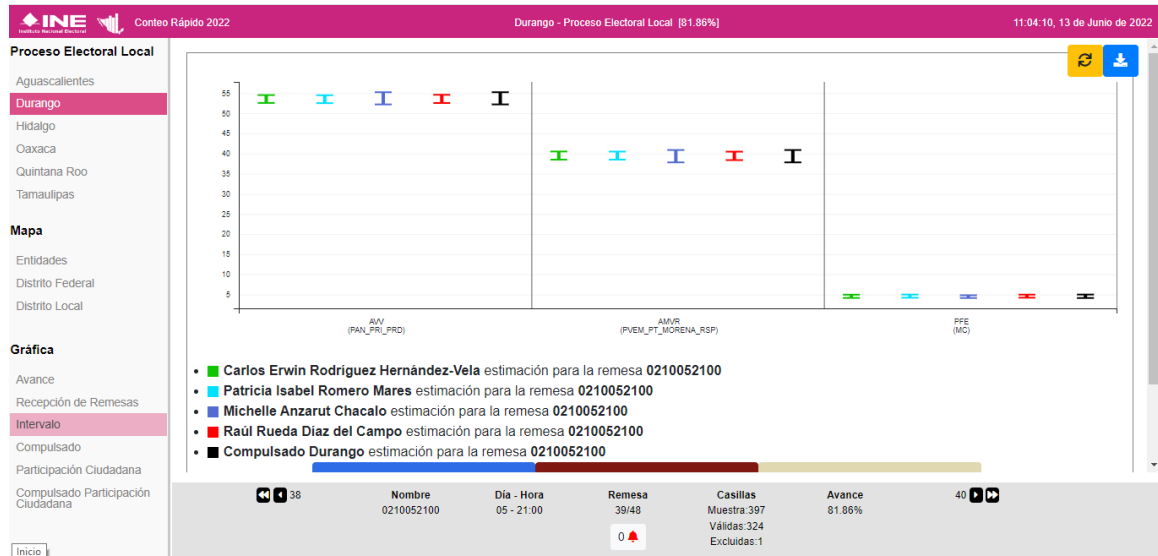 INE
Instituto Nacional Electoral
Conteo Rápido 2022
Durango - Proceso Electoral Local [81.86%]
11:04:10, 13 de Junio de 2022
Proceso Electoral Local
Aguascalientes
Durango
Hidalgo
Oaxaca
Quintana Roo
Tamaulipas
Mapa
Entidades
Distrito Federal
Distrito Local
Gráfica
Avance
Recepción de Remesas
Intervalo
Compulsado
Participación Ciudadana
Compulsado Participación
Ciudadana
Inicio
55
50
45
40
35
30
25
20
15
10
5
AVV
(PAN_PRI_PRD)
AMVR
(PVEM_PT_MORENA_RSP)
PFE
(MC)
Carlos Erwin Rodríguez Hernández-Vela estimación para la remesa 0210052100
Patricia Isabel Romero Mares estimación para la remesa 0210052100
Michelle Anzarut Chacalo estimación para la remesa 0210052100
Raúl Rueda Díaz del Campo estimación para la remesa 0210052100
Compulsado Durango estimación para la remesa 0210052100
38
Nombre
0210052100
Día - Hora
05 - 21:00
Remesa
39/48
0
Casillas
Muestra:397
Válidas:324
Excluidas:1
Avance
81.86%
40